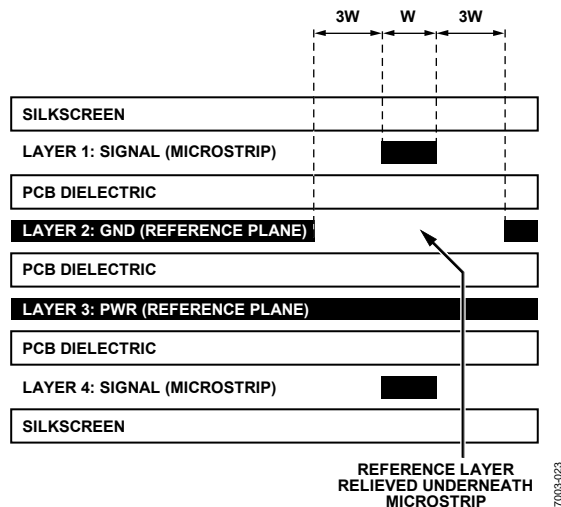 3W W 3W
SILKSCREEN
LAYER 1: SIGNAL (MICROSTRIP)
PCB DIELECTRIC
LAYER 2: GND (REFERENCE PLANE)
PCB DIELECTRIC
LAYER 3: PWR (REFERENCE PLANE)
PCB DIELECTRIC
LAYER 4: SIGNAL (MICROSTRIP)
SILKSCREEN
REFERENCE LAYER
RELIEVED UNDERNEATH
MICROSTRIP
7003-023